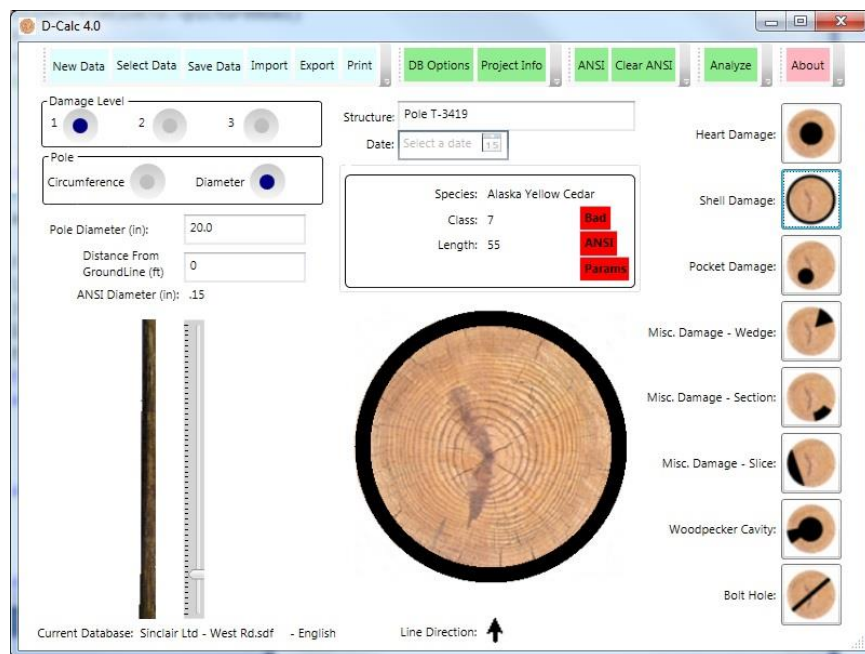 D-Calc 4.0
New Data Select Data Save Data Import Export Print DB Options Project Info ANSI Clear ANSI Analyze About
Damage Level
1 2 3
Structure: Pole T-3419
Date: Select a date 15
Pole
Circumference Diameter
Species: Alaska Yellow Cedar
Class: 7
Length: 55
Bad
ANSI
Params
Pole Diameter (in): 20.0
Distance From
GroundLine (ft) 0
ANSI Diameter (in): .15
Heart Damage:
Shell Damage:
Pocket Damage:
Misc. Damage - Wedge:
Misc. Damage - Section:
Misc. Damage - Slice:
Woodpecker Cavity:
Bolt Hole:
Current Database: Sinclair Ltd - West Rd.sdf - English
Line Direction: